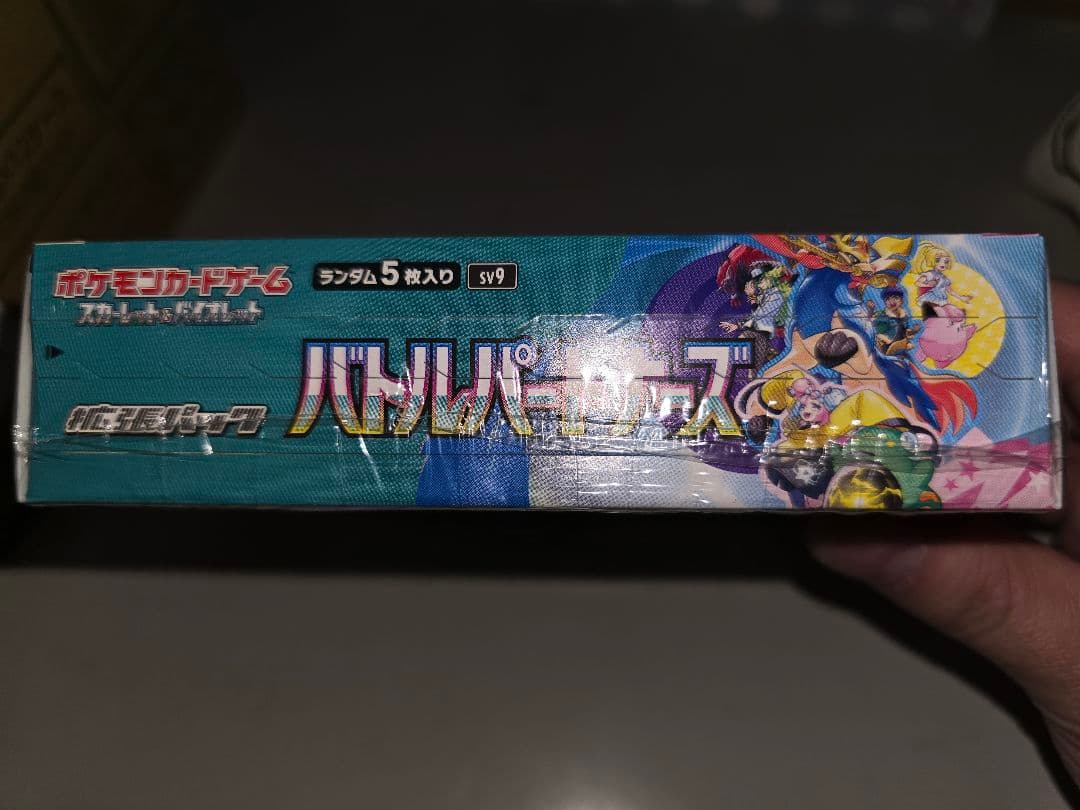 ポケモンカードゲーム
スカーレット&バイオレット
ランダム5枚入り
sv9
拡張パック
バトルパートナーズ